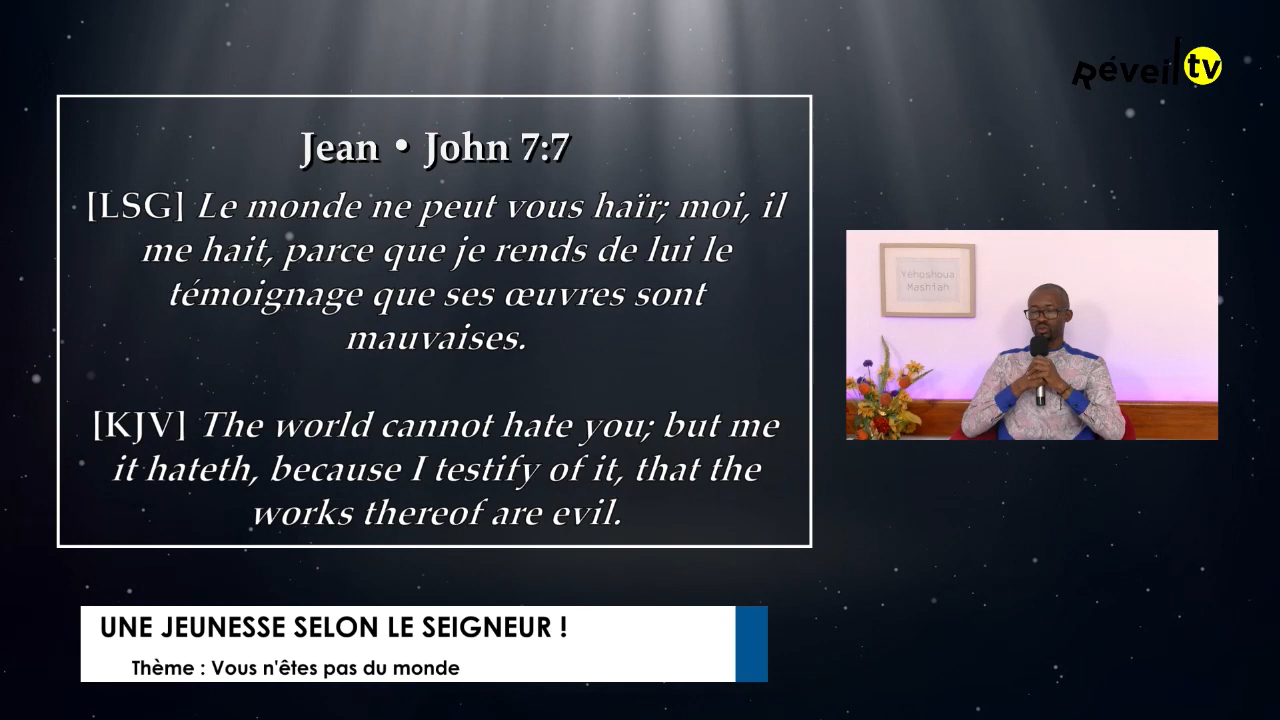 Réveil tv
Jean • John 7:7
[LSG] Le monde ne peut vous haïr; moi, il
me hait, parce que je rends de lui le
témoignage que ses œuvres sont
mauvaises.
[KJV] The world cannot hate you; but me
it hateth, because I testify of it, that the
works thereof are evil.
Yéhoshoua
Mashiah
UNE JEUNESSE SELON LE SEIGNEUR !
Thème : Vous n'êtes pas du monde